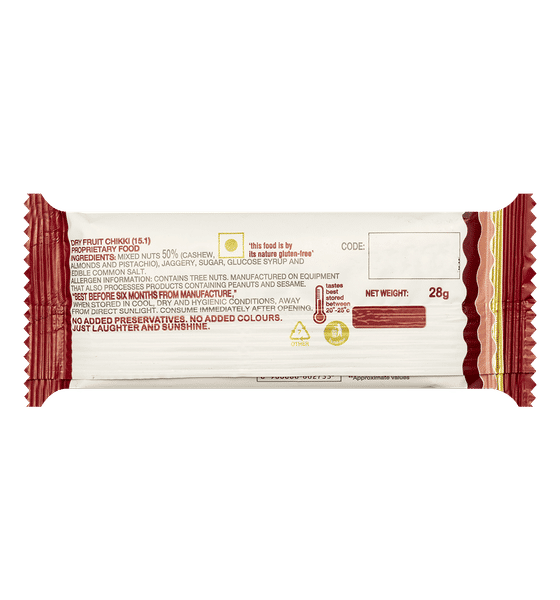 DRY FRUIT CHIKKI (15.1)
PROPRIETARY FOOD
INGREDIENTS: MIXED NUTS 50% (CASHEW,
ALMONDS AND PISTACHIO), JAGGERY, SUGAR, GLUCOSE SYRUP AND
EDIBLE COMMON SALT.
ALLERGEN INFORMATION: CONTAINS TREE NUTS. MANUFACTURED ON EQUIPMENT
THAT ALSO PROCESSES PRODUCTS CONTAINING PEANUTS AND SESAME.
"BEST BEFORE SIX MONTHS FROM MANUFACTURE,"
WHEN STORED IN COOL, DRY AND HYGIENIC CONDITIONS, AWAY
FROM DIRECT SUNLIGHT. CONSUME IMMEDIATELY AFTER OPENING.
NO ADDED PRESERVATIVES. NO ADDED COLOURS.
JUST LAUGHTER AND SUNSHINE.
'this food is by
its nature gluten-free'
tastes
best
stored
between
20°-25°c
CODE:
NET WEIGHT: 28g
**Approximate values